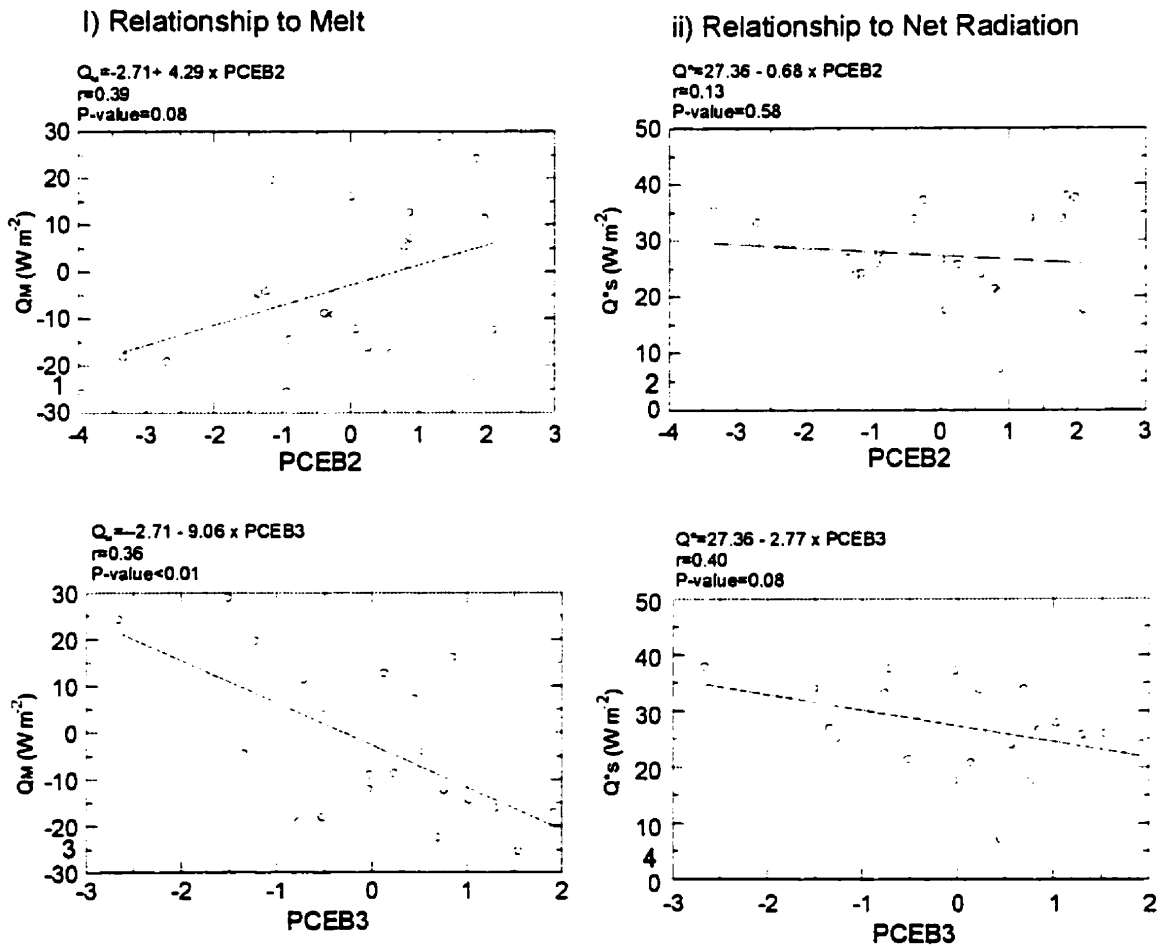 I) Relationship to Melt
ii) Relationship to Net Radiation
Qₘ=-2.71+ 4.29 x PCEB2
r=0.39
P-value=0.08
30
20
10
0
-10
-20
1
-30
QM (W m⁻²)
-4 -3 -2 -1 0 1 2 3
PCEB2
Q*=27.36 - 0.68 x PCEB2
r=0.13
P-value=0.58
50
40
30
20
10
2
0
Q*s (W m⁻²)
-4 -3 -2 -1 0 1 2 3
PCEB2
Qₘ=-2.71 - 9.06 x PCEB3
r=0.36
P-value<0.01
30
20
10
0
-10
-20
3
-30
QM (W m⁻²)
-3 -2 -1 0 1 2
PCEB3
Q*=27.36 - 2.77 x PCEB3
r=0.40
P-value=0.08
50
40
30
20
10
4
0
Q*s (W m⁻²)
-3 -2 -1 0 1 2
PCEB3